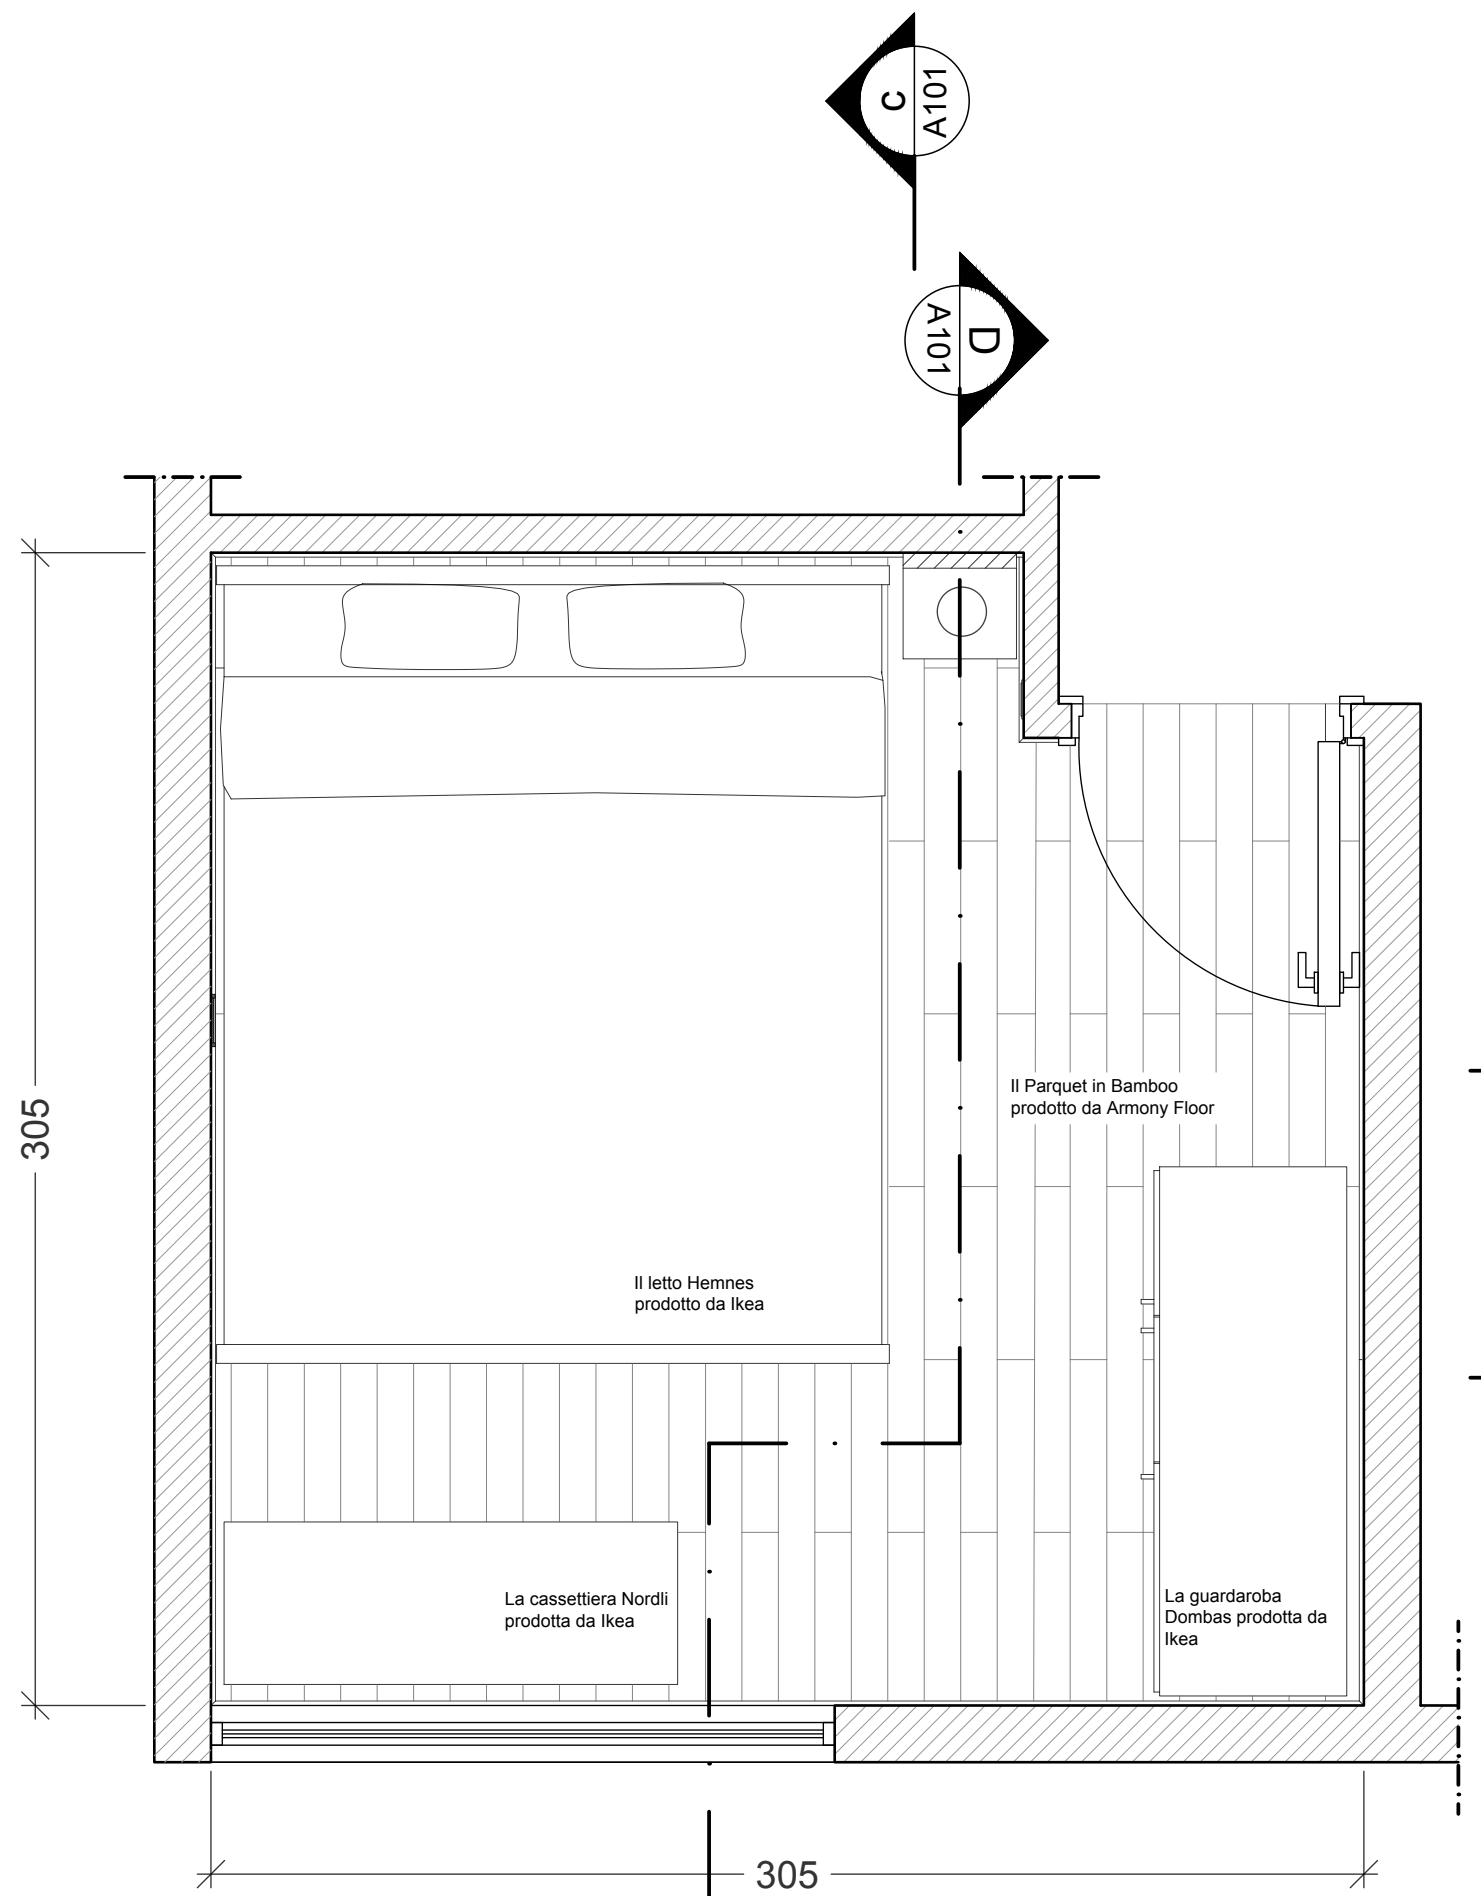 c
A101
D
A101
305
Il Parquet in Bamboo
prodotto da Armony Floor
Il letto Hemnes
prodotto da Ikea
La cassettiera Nordli
prodotta da Ikea
La guardaroba
Dombas prodotta da
Ikea
305